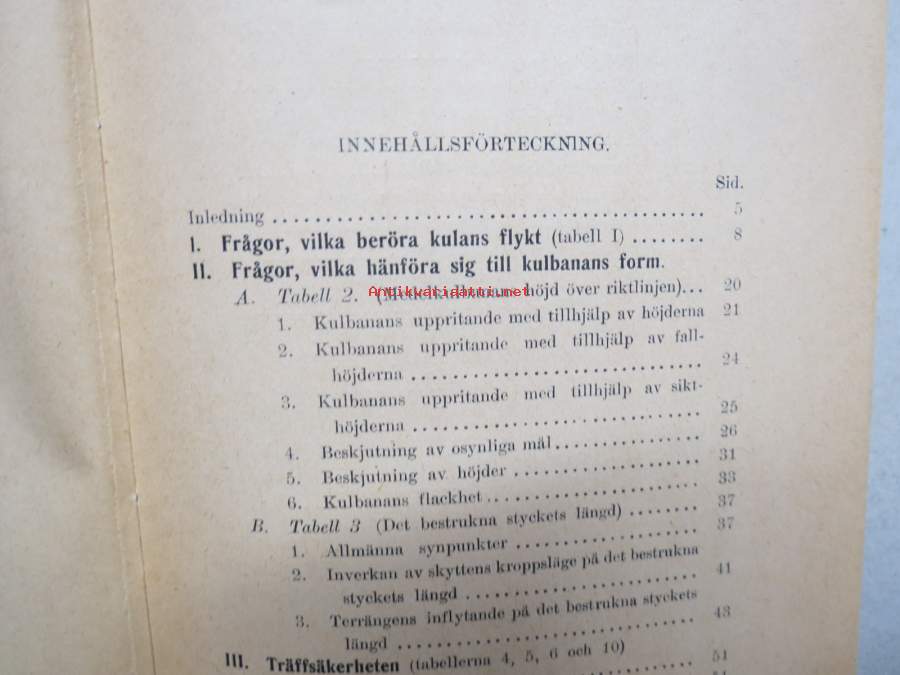 INNEHÅLLSFÖRTECKNING.
Sid.
Inledning ........................................ 5
I. Frågor, vilka beröra kulans flykt (tabell I) ........ 8
II. Frågor, vilka hänföra sig till kulbanans form.
A. Tabell 2. (Medelkulbanans höjd över riktlinjen)... 20
Antikvariaatti.net
1. Kulbanans uppritande med tillhjälp av höjderna 21
2. Kulbanans uppritande med tillhjälp av fall-
höjderna .............................. 24
3. Kulbanans uppritande med tillhjälp av sikt-
höjderna .............................. 25
4. Beskjutning av osynliga mål ................ 26
5. Beskjutning av höjder .................... 31
6. Kulbanans flackhet ...................... 33
B. Tabell 3 (Det bestrukna styckets längd) ........ 37
1. Allmänna synpunkter .................... 37
2. Inverkan av skyttens kroppsläge på det bestrukna
styckets längd ......................... 41
3. Terrängens inflytande på det bestrukna styckets
längd ................................ 43
III. Träffsäkerheten (tabellerna 4, 5, 6 och 10)
............ 51